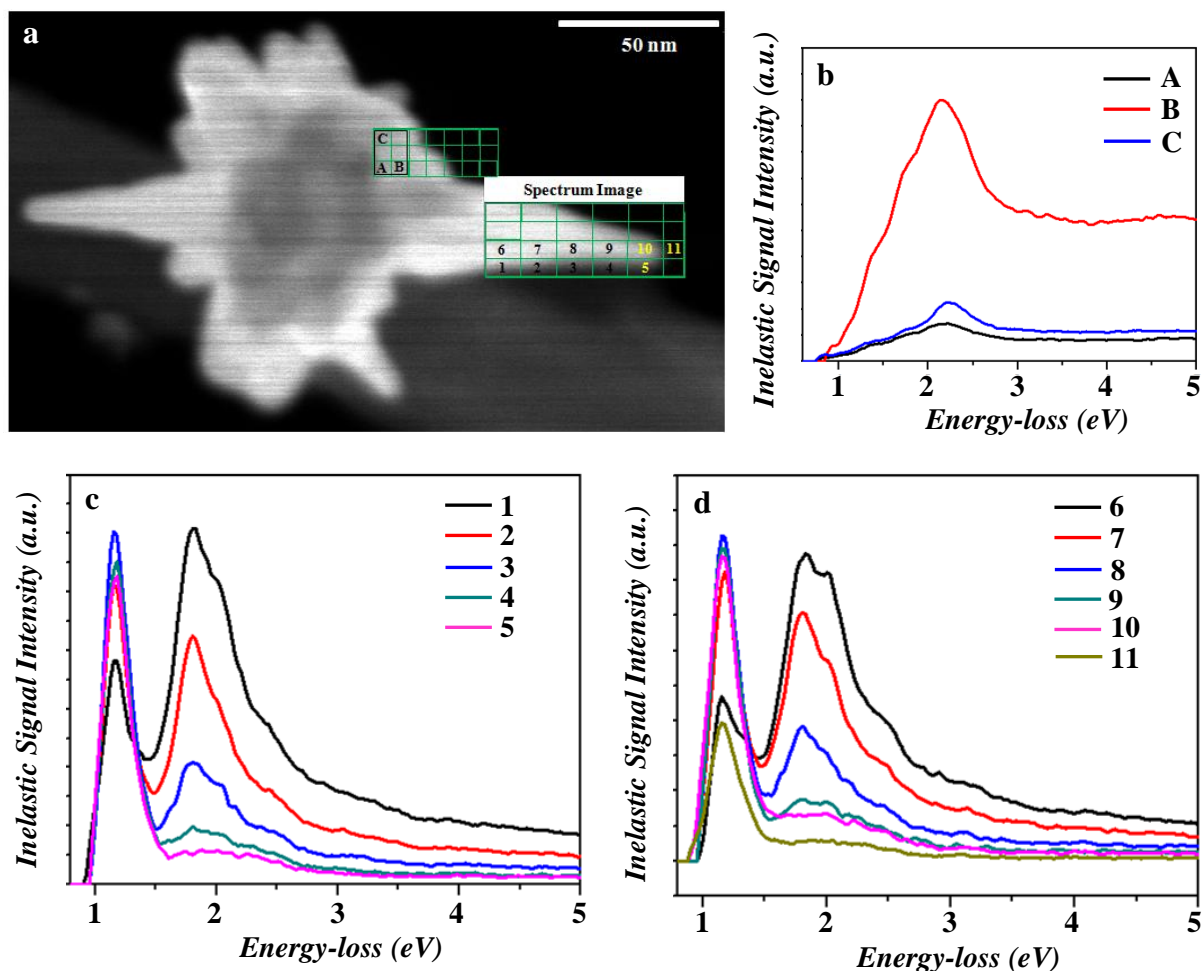 a
50 nm
C
A B
Spectrum Image
6 7 8 9 10 11
1 2 3 4 5
b
A
B
C
Inelastic Signal Intensity (a.u.)
1 2 3 4 5
Energy-loss (eV)
c
1
2
3
4
5
Inelastic Signal Intensity (a.u.)
1 2 3 4 5
Energy-loss (eV)
d
6
7
8
9
10
11
Inelastic Signal Intensity (a.u.)
1 2 3 4 5
Energy-loss (eV)